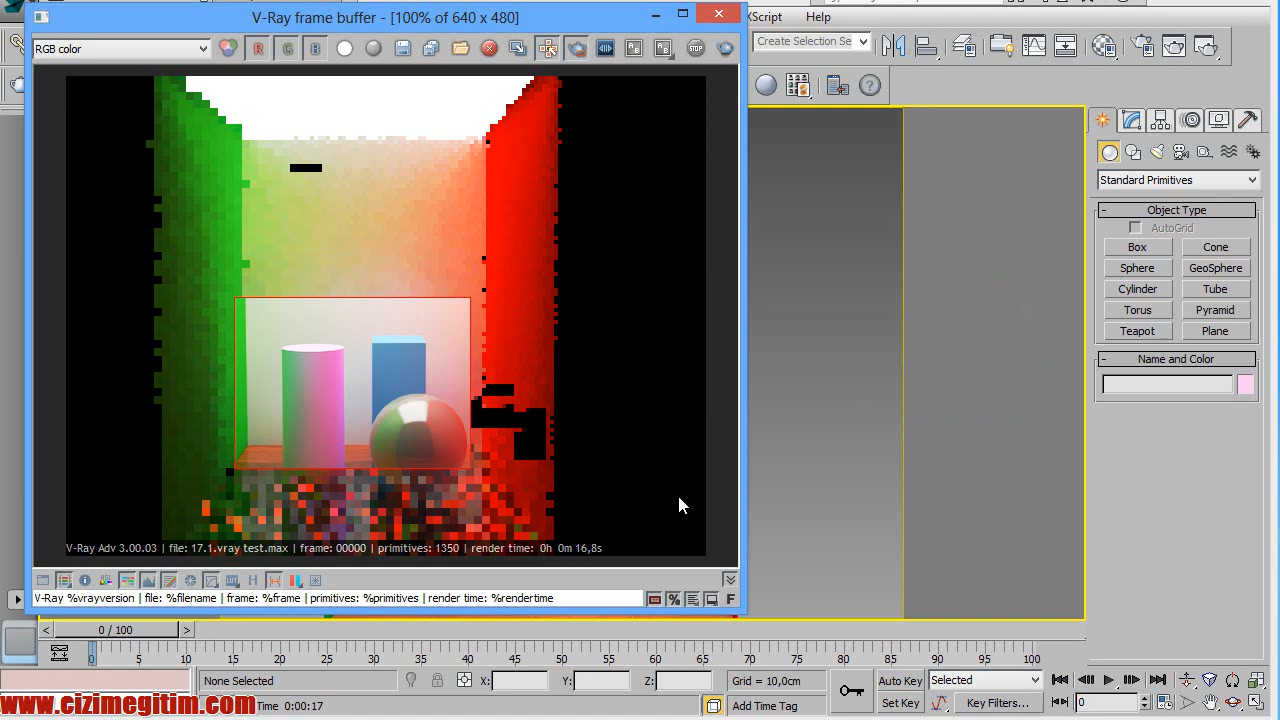 V-Ray frame buffer - [100% of 640 x 480]
XScript Help
RGB color
R G B
STOP
Create Selection Se
Standard Primitives
- Object Type
AutoGrid
Box Cone
Sphere GeoSphere
Cylinder Tube
Torus Pyramid
Teapot Plane
- Name and Color
V-Ray Adv 3.00.03 | file: 17.1.vray test.max | frame: 00000 | primitives: 1350 | render time: 0h 0m 16,8s
V-Ray %vrayversion | file: %filename | frame: %frame | primitives: %primitives | render time: %rendertime
F
< 0 / 100 >
0 5 10 15 20 25 30 35 40 45 50 55 60 65 70 75 80 85 90 95 100
None Selected X: Y: Z: Grid = 10,0cm Auto Key Selected
www.cizimegitim.com Time 0:00:17 Add Time Tag Set Key Key Filters... 0